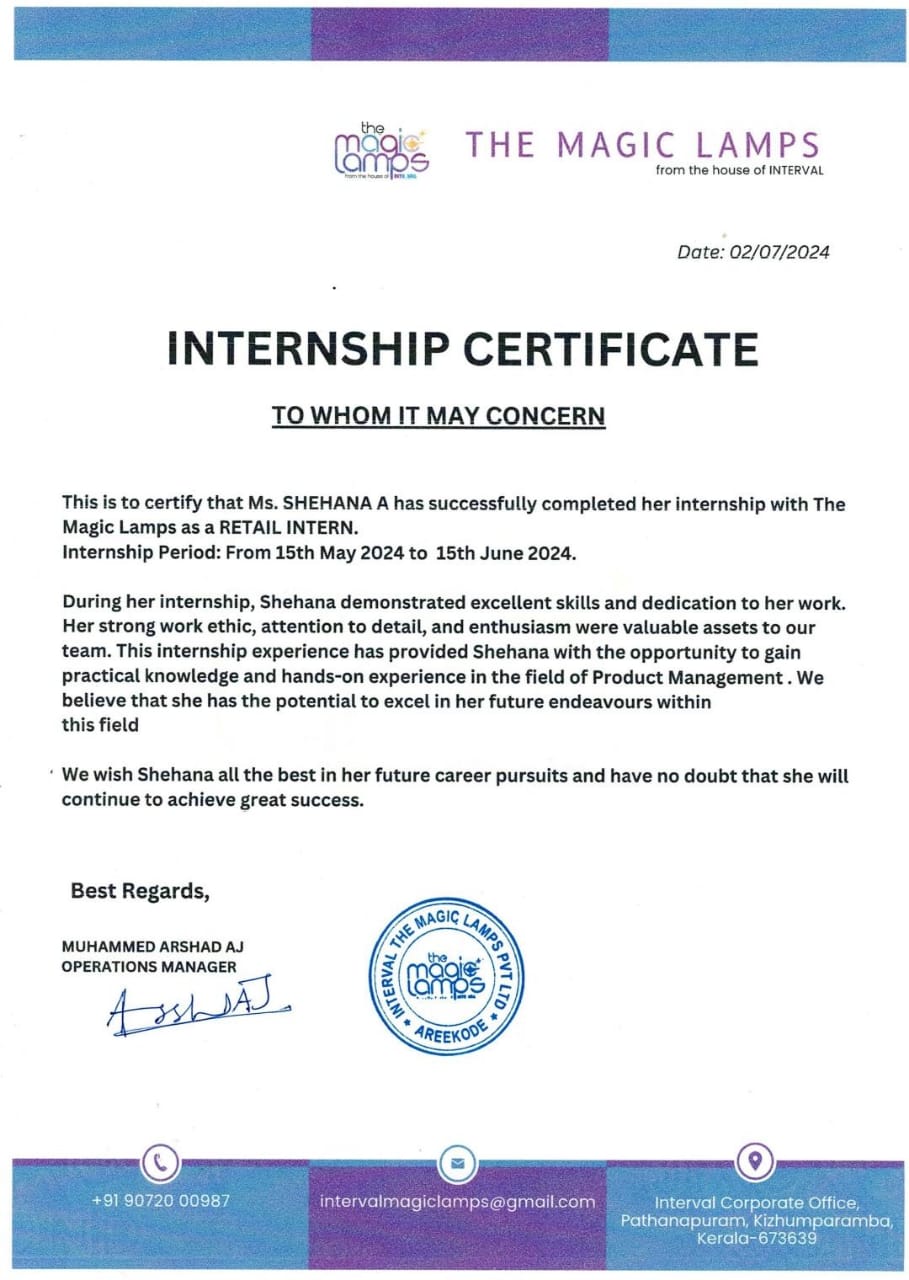 the
magic
lamps
from the house of
THE MAGIC LAMPS
from the house of INTERVAL
Date: 02/07/2024
INTERNSHIP CERTIFICATE
TO WHOM IT MAY CONCERN
This is to certify that Ms. SHEHANA A has successfully completed her internship with The
Magic Lamps as a RETAIL INTERN.
Internship Period: From 15th May 2024 to 15th June 2024.
During her internship, Shehana demonstrated excellent skills and dedication to her work.
Her strong work ethic, attention to detail, and enthusiasm were valuable assets to our
team. This internship experience has provided Shehana with the opportunity to gain
practical knowledge and hands-on experience in the field of Product Management . We
believe that she has the potential to excel in her future endeavours within
this field
We wish Shehana all the best in her future career pursuits and have no doubt that she will
continue to achieve great success.
Best Regards,
MUHAMMED ARSHAD AJ
OPERATIONS MANAGER
INTERVAL THE MAGIC LAMPS PVT LTD
the
magic
lamps
* AREEKODE *
+91 90720 00987
intervalmagiclamps@gmail.com
Interval Corporate Office,
Pathanapuram, Kizhumparamba,
Kerala-673639